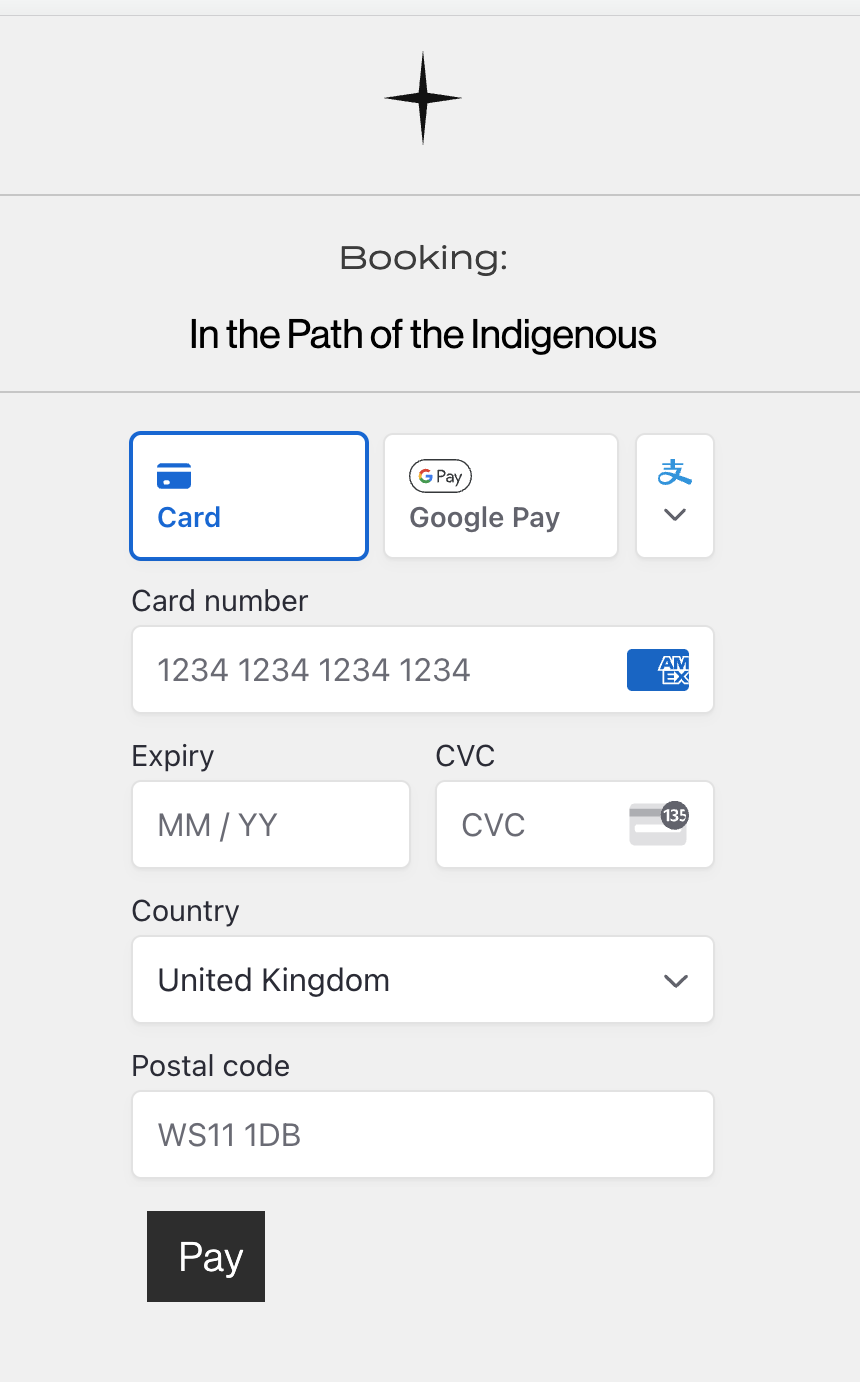 Booking:
In the Path of the Indigenous
Card
G Pay
Google Pay
支
Card number
1234 1234 1234 1234
AM
EX
Expiry
CVC
MM / YY
CVC
135
Country
United Kingdom
Postal code
WS11 1DB
Pay